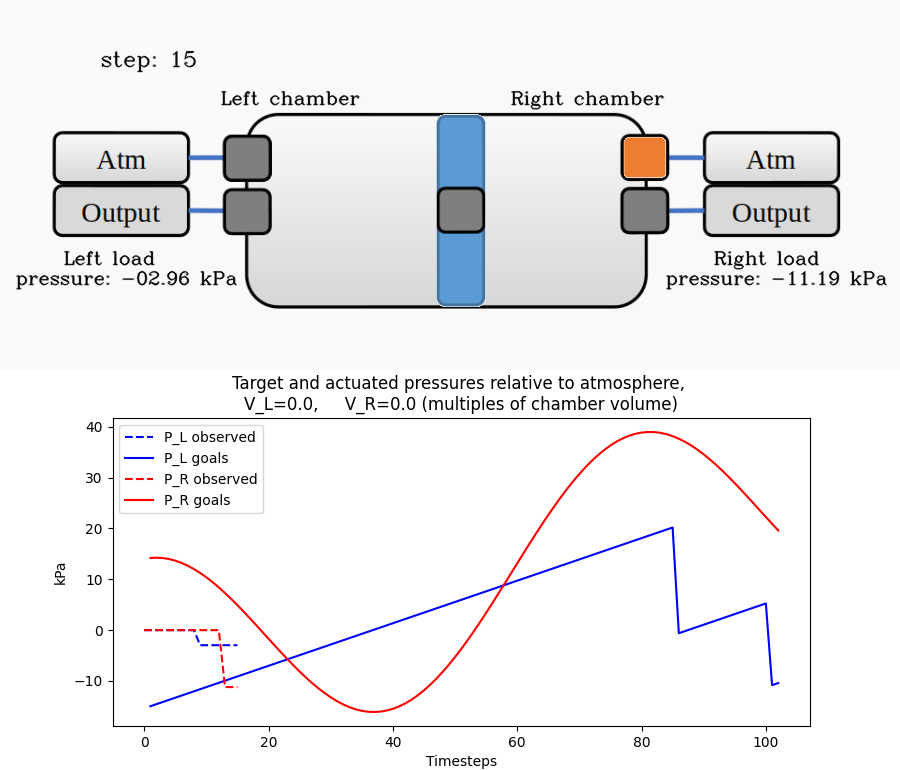 step: 15
Left chamber
Right chamber
Atm
Atm
Output
Output
Left load
pressure: -02.96 kPa
Right load
pressure: -11.19 kPa
Target and actuated pressures relative to atmosphere,
V_L=0.0, V_R=0.0 (multiples of chamber volume)
P_L observed
P_L goals
P_R observed
P_R goals
kPa
40
30
20
10
0
−10
0 20 40 60 80 100
Timesteps